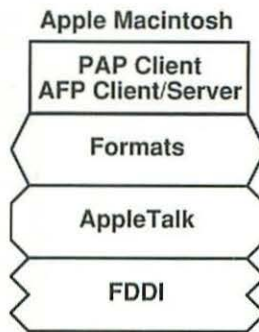 Apple Macintosh
PAP Client
AFP Client/Server
Formats
AppleTalk
FDDI